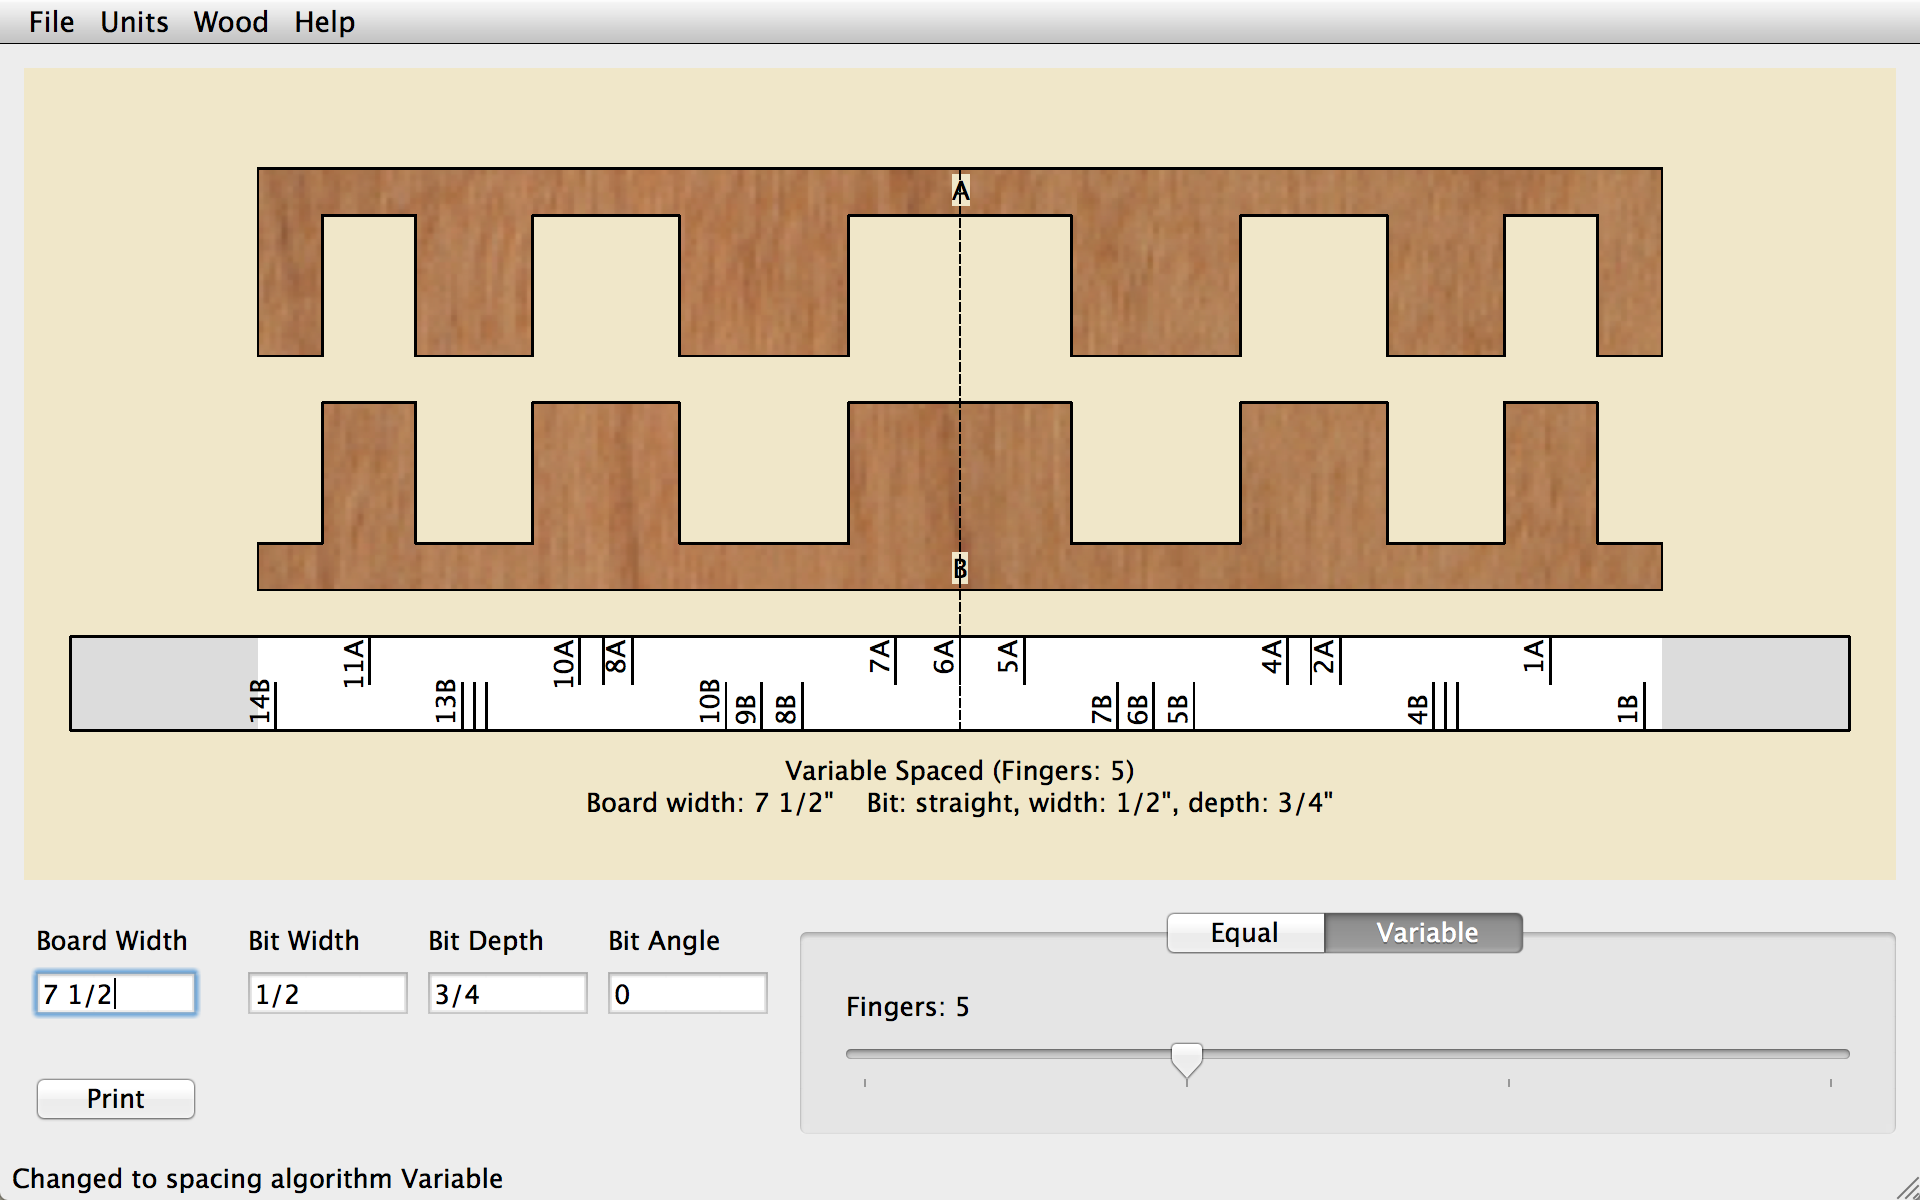 File Units Wood Help
A
B
11A 10A 8A 7A 6A 5A 4A 2A 1A
14B 13B 10B 9B 8B 7B 6B 5B 4B 1B
Variable Spaced (Fingers: 5)
Board width: 7 1/2" Bit: straight, width: 1/2", depth: 3/4"
Equal Variable
Board Width Bit Width Bit Depth Bit Angle
7 1/2 1/2 3/4 0
Fingers: 5
Print
Changed to spacing algorithm Variable